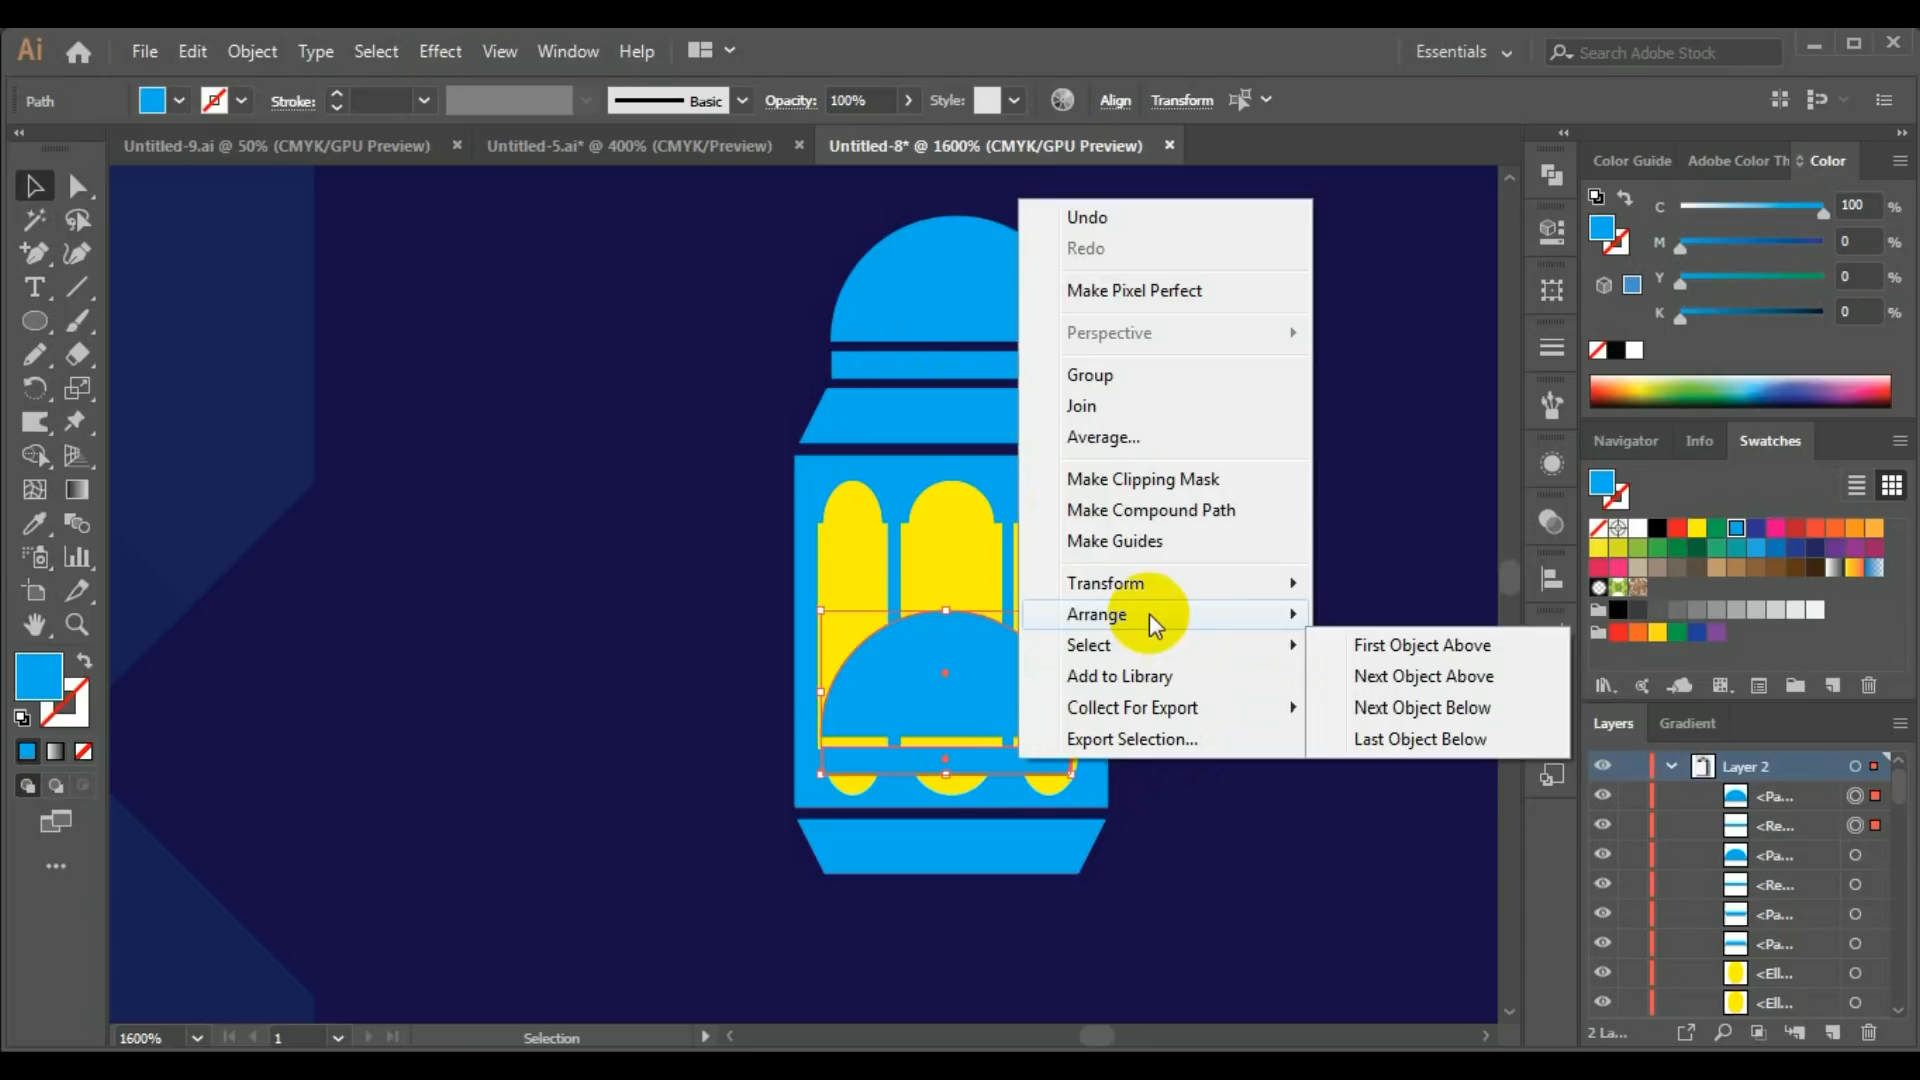 Ai File Edit Object Type Select Effect View Window Help Essentials Search Adobe Stock
Path Stroke: Basic Opacity: 100% Style: Align Transform
Untitled-9.ai @ 50% (CMYK/GPU Preview) Untitled-5.ai* @ 400% (CMYK/Preview) Untitled-8* @ 1600% (CMYK/GPU Preview)
Color Guide Adobe Color Th Color
C 100 %
M 0 %
Y 0 %
K 0 %
Undo
Redo
Make Pixel Perfect
Perspective
Group
Join
Average...
Make Clipping Mask
Make Compound Path
Make Guides
Transform
Arrange
Select
Add to Library
Collect For Export
Export Selection...
First Object Above
Next Object Above
Next Object Below
Last Object Below
Navigator Info Swatches
Layers Gradient
Layer 2
<Pa...
<Re...
<Pa...
<Re...
<Pa...
<Pa...
<Ell...
<Ell...
2 La...
1600% 1 Selection